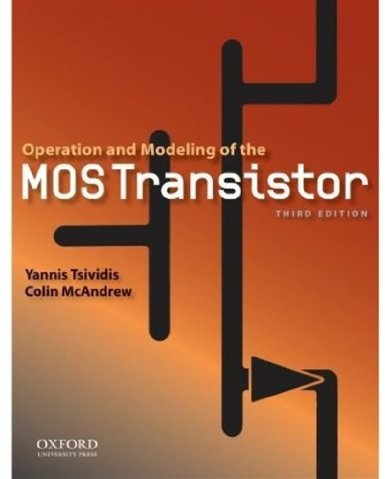 Operation and Modeling of the
MOS Transistor
THIRD EDITION
Yannis Tsividis
Colin McAndrew
OXFORD
UNIVERSITY PRESS